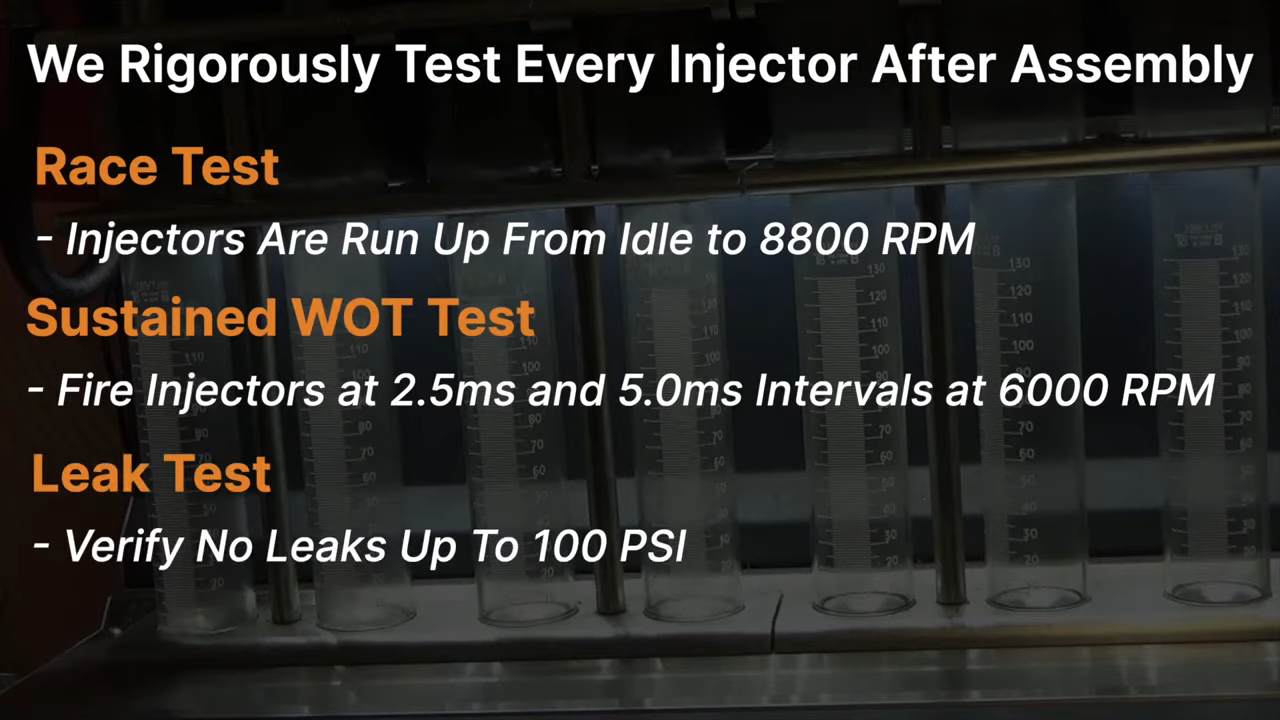 We Rigorously Test Every Injector After Assembly
Race Test
- Injectors Are Run Up From Idle to 8800 RPM
Sustained WOT Test
- Fire Injectors at 2.5ms and 5.0ms Intervals at 6000 RPM
Leak Test
- Verify No Leaks Up To 100 PSI